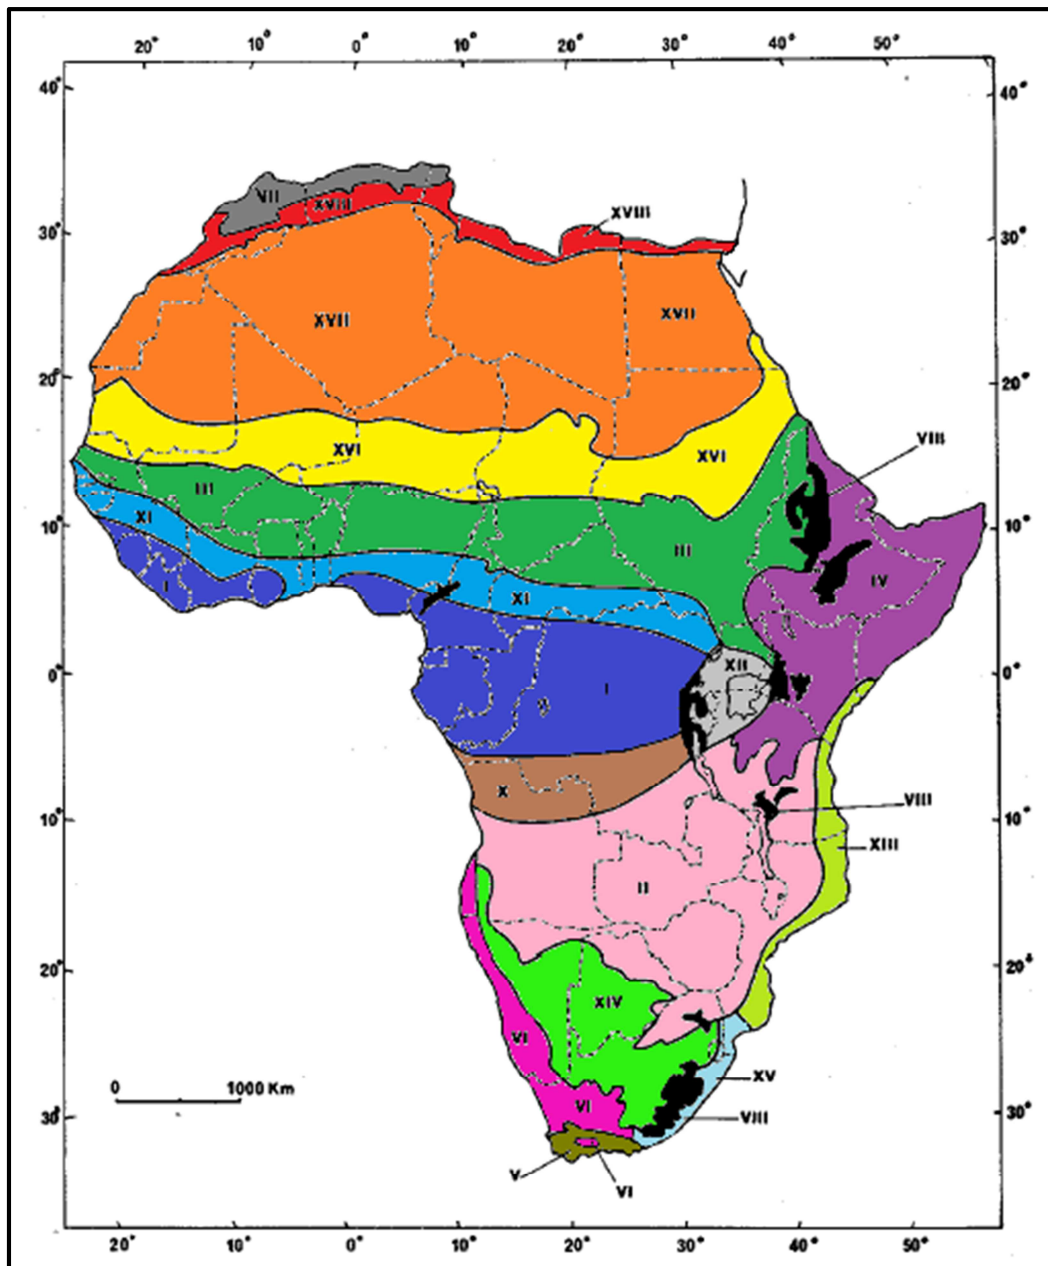 20° 10° 0° 10° 20° 30° 40° 50°
40° 40°
VII
XVIII XVIII
30° 30°
XVII XVII
20° 20°
XVI XVI
VIII
III
XI III
10° 10°
IV
I
XI
XII
0° I 0°
X VIII
10° 10°
XIII
II
20° 20°
XIV
VI
0 1000 Km
XV
VI
30° VIII 30°
V
VI
20° 10° 0° 10° 20° 30° 40° 50°